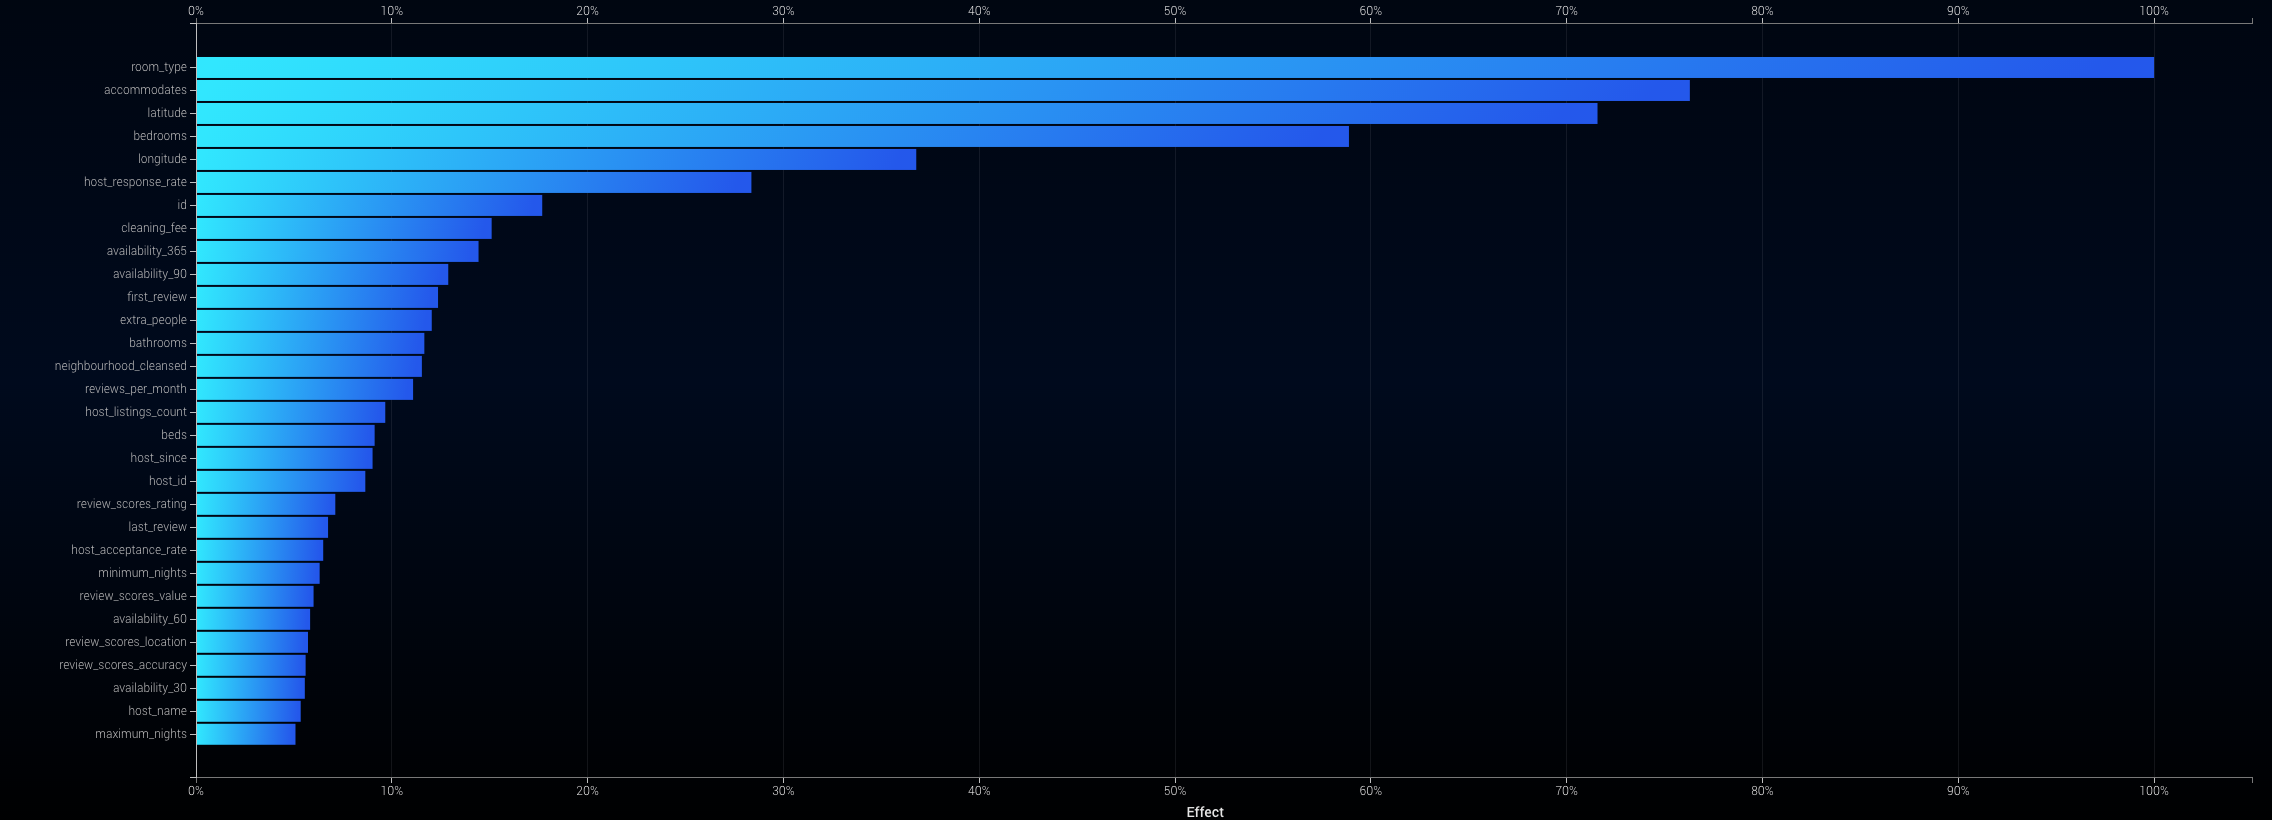 0% 10% 20% 30% 40% 50% 60% 70% 80% 90% 100%
room_type
accommodates
latitude
bedrooms
longitude
host_response_rate
id
cleaning_fee
availability_365
availability_90
first_review
extra_people
bathrooms
neighbourhood_cleansed
reviews_per_month
host_listings_count
beds
host_since
host_id
review_scores_rating
last_review
host_acceptance_rate
minimum_nights
review_scores_value
availability_60
review_scores_location
review_scores_accuracy
availability_30
host_name
maximum_nights
0% 10% 20% 30% 40% 50% 60% 70% 80% 90% 100%
Effect